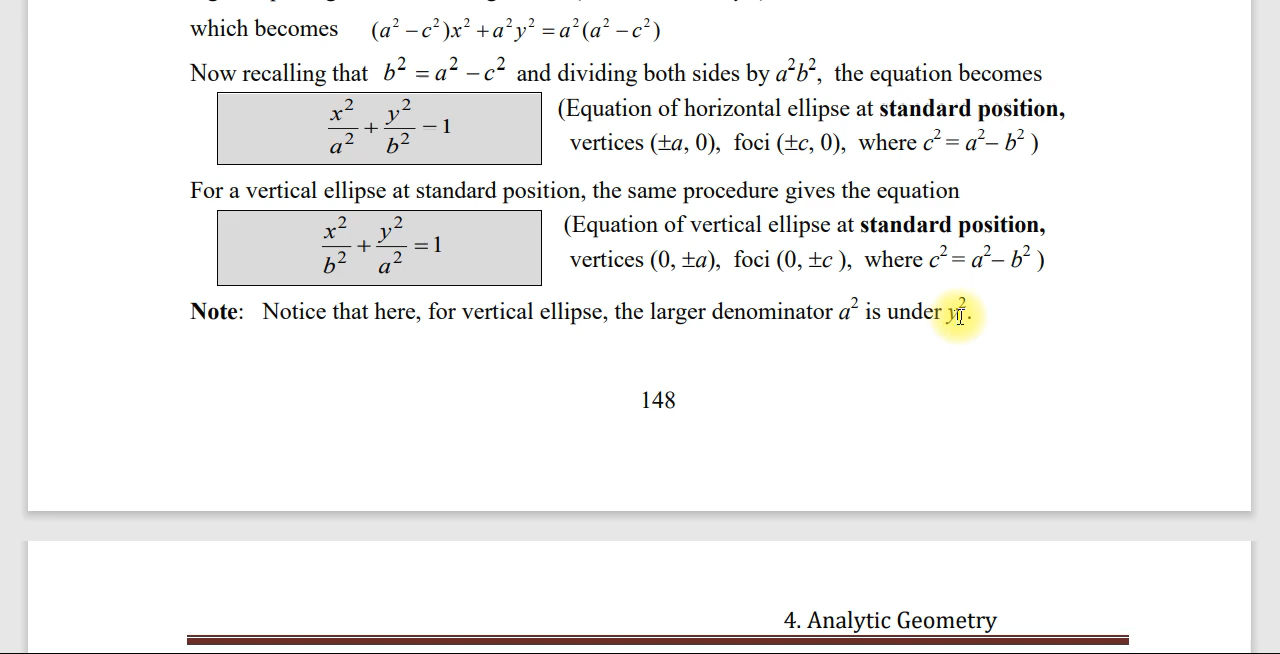 which becomes (a² – c²)x² + a²y² = a²(a² – c²)
Now recalling that b² = a² – c² and dividing both sides by a²b², the equation becomes
x²/a² + y²/b² – 1 (Equation of horizontal ellipse at standard position,
vertices (±a, 0), foci (±c, 0), where c² = a² – b² )
For a vertical ellipse at standard position, the same procedure gives the equation
x²/b² + y²/a² = 1 (Equation of vertical ellipse at standard position,
vertices (0, ±a), foci (0, ±c ), where c² = a² – b² )
Note: Notice that here, for vertical ellipse, the larger denominator a² is under y².
148
4. Analytic Geometry